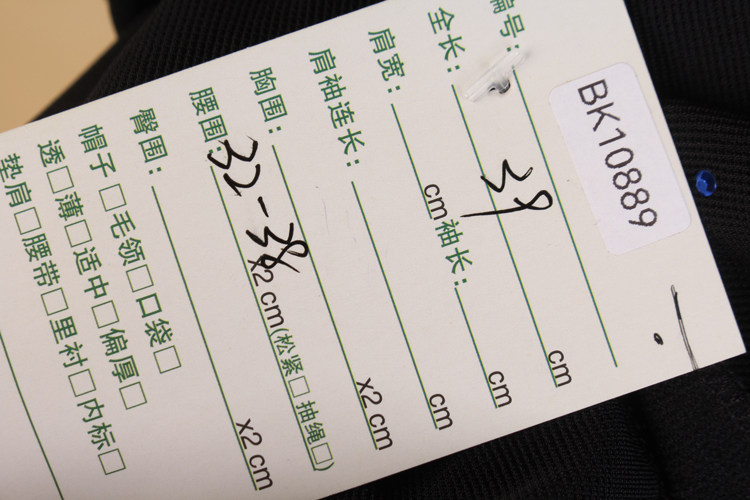 编号: BK10889
全长: 39 cm
肩宽: cm 袖长: cm
肩袖连长: cm
胸围: x2 cm
腰围: 32-38 x2 cm (松紧□ 抽绳□)
臀围: x2 cm
帽子□ 毛领□ 口袋□
透□ 薄□ 适中□ 偏厚□
垫肩□ 腰带□ 里衬□ 内标□